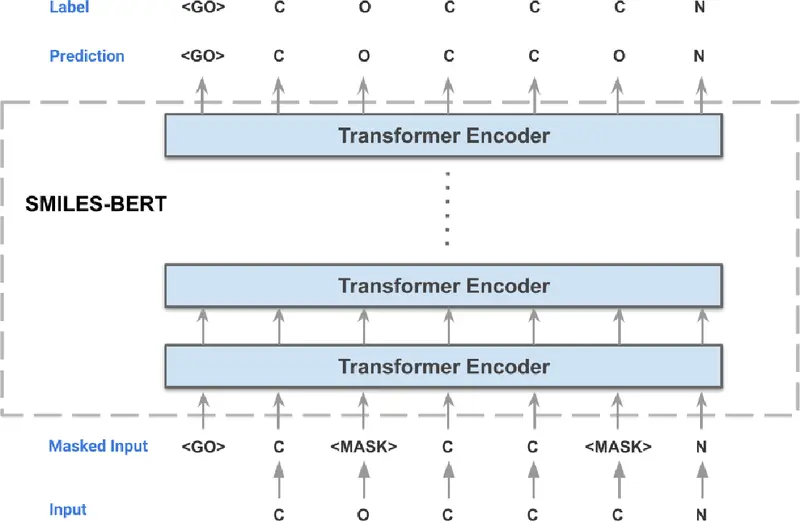 Label <GO> C O C C C N
Prediction <GO> C O C C O N
Transformer Encoder
SMILES-BERT
Transformer Encoder
Transformer Encoder
Masked Input <GO> C <MASK> C C <MASK> N
Input C O C C C N